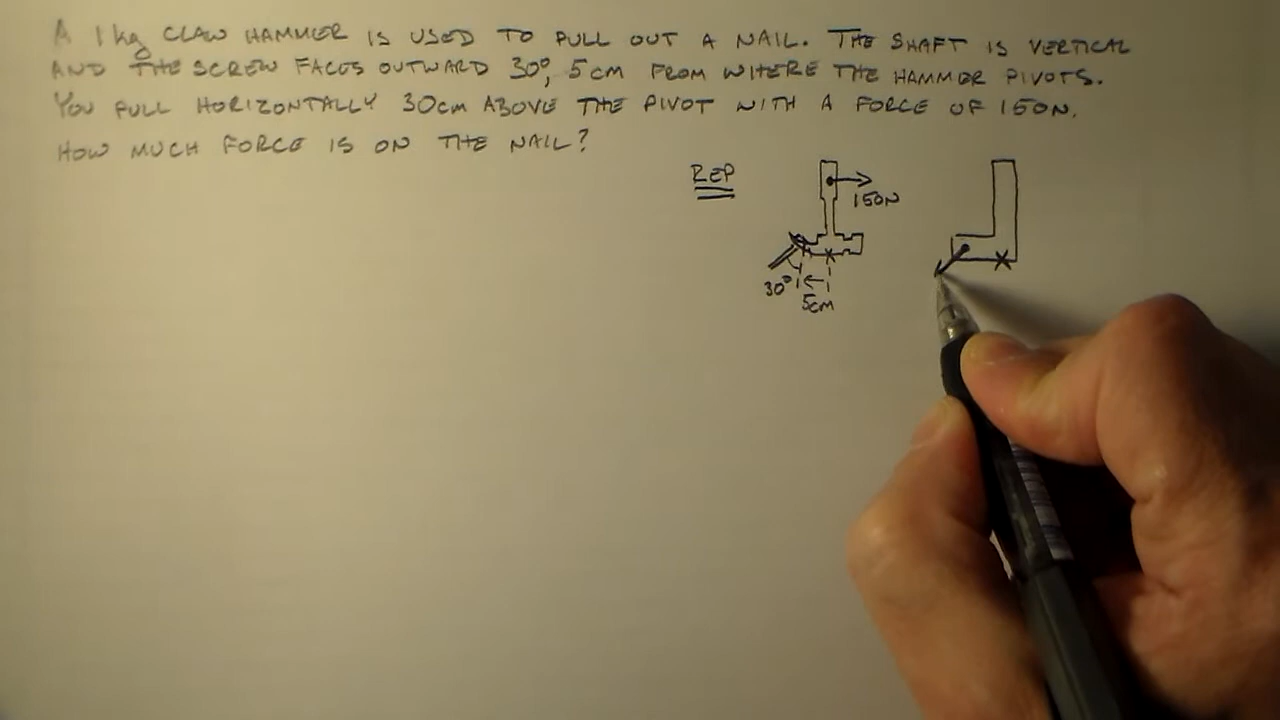 A 1kg CLAW HAMMER IS USED TO PULL OUT A NAIL. THE SHAFT IS VERTICAL
AND THE SCREW FACES OUTWARD 30°, 5cm FROM WHERE THE HAMMER PIVOTS.
YOU PULL HORIZONTALLY 30cm ABOVE THE PIVOT WITH A FORCE OF 150N.
HOW MUCH FORCE IS ON THE NAIL?
REP
150N
30°
5cm